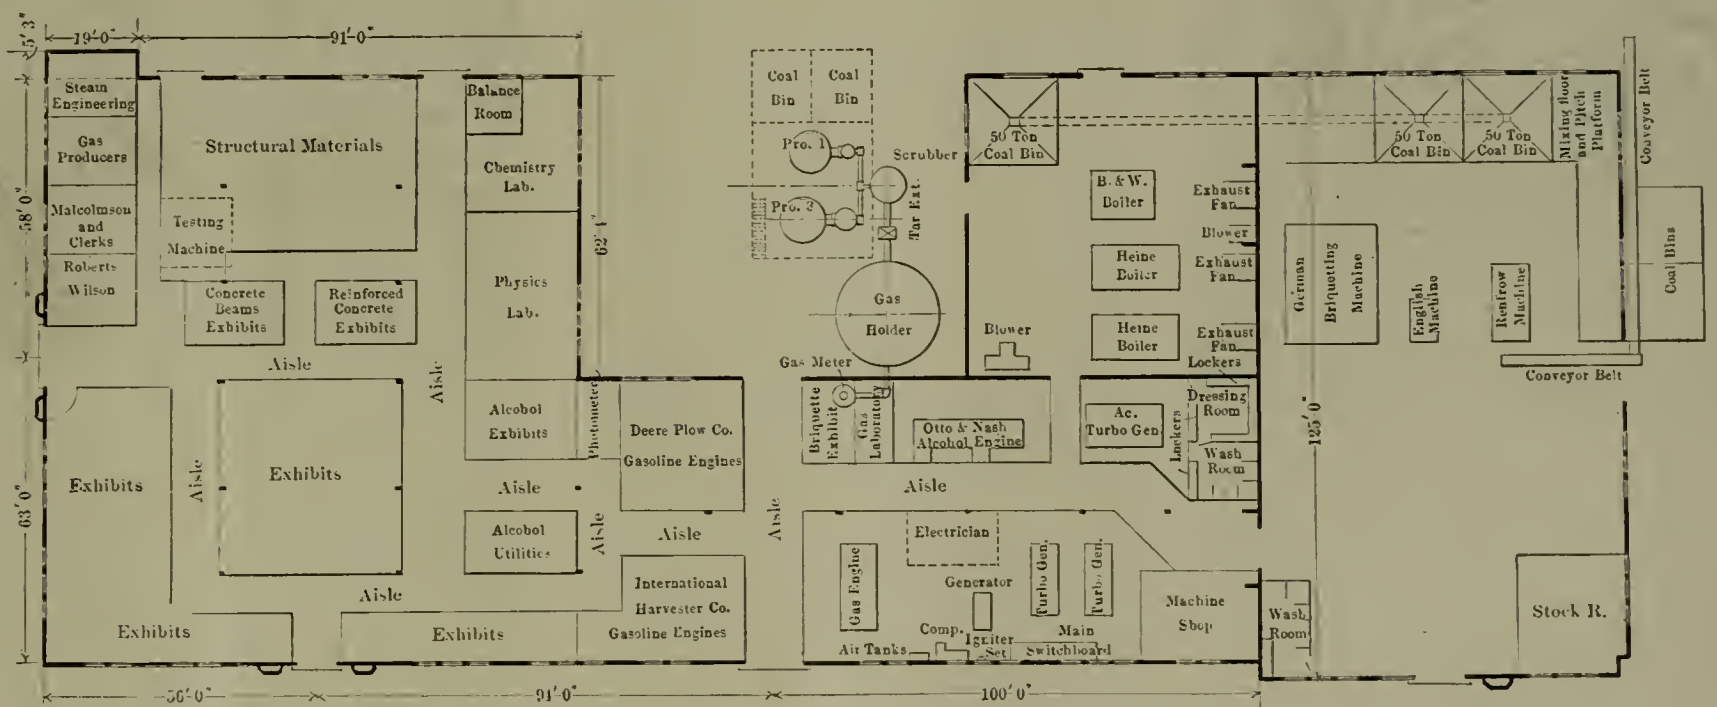 5'3"
19'-0"
91'-0"
Steam
Engineering
Gas
Producers
Malcolmson
and
Clerks
Roberts
Wilson
58'0"
63'0"
Structural Materials
Testing
Machine
Concrete
Beams
Exhibits
Reinforced
Concrete
Exhibits
Balance
Room
Chemistry
Lab.
Physics
Lab.
62'4"
Aisle
Aisle
Exhibits
Aisle
Exhibits
Aisle
Exhibits
Exhibits
Alcohol
Exhibits
Photometer
Deere Plow Co.
Gasoline Engines
Aisle
Alcohol
Utilities
Aisle
Aisle
International
Harvester Co.
Gasoline Engines
Aisle
Coal
Bin
Coal
Bin
Pro. 1
Pro. 2
Scrubber
Tar Ext.
Gas
Holder
Gas Meter
Briquette
Exhibit
Gas
Laboratory
Otto & Nash
Alcohol Engine
Aisle
Blower
50 Ton
Coal Bin
B. & W.
Boiler
Heine
Boiler
Heine
Boiler
Exhaust
Fan
Blower
Exhaust
Fan
Exhaust
Fan
Lockers
Dressing
Room
Ac.
Turbo Gen.
Lockers
Wash
Room
Electrician
Gas Engine
Generator
Turbo Gen.
Turbo Gen.
Comp.
Igniter
Set
Air Tanks
Main
Switchboard
Machine
Shop
Wash
Room
50 Ton
Coal Bin
50 Ton
Coal Bin
Mixing floor
and Pitch
Platform
Conveyor Belt
Coal Bins
German
Briquetting
Machine
English
Machine
Renfrow
Machine
Conveyor Belt
125'-0"
Stock R.
56'-0"
91'-0"
100'-0"